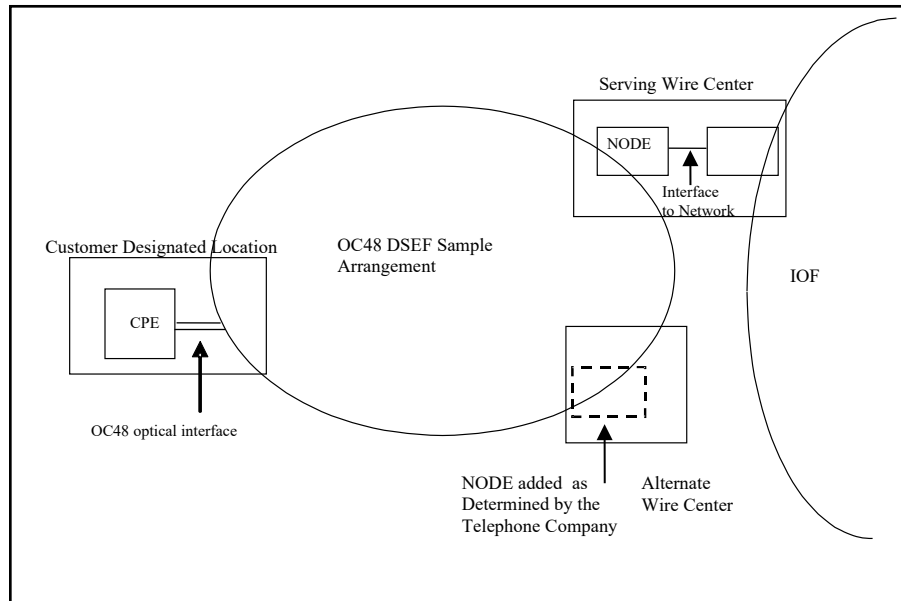 Serving Wire Center
NODE
Interface
to Network
Customer Designated Location
OC48 DSEF Sample
Arrangement
IOF
CPE
OC48 optical interface
NODE added as
Determined by the
Telephone Company
Alternate
Wire Center